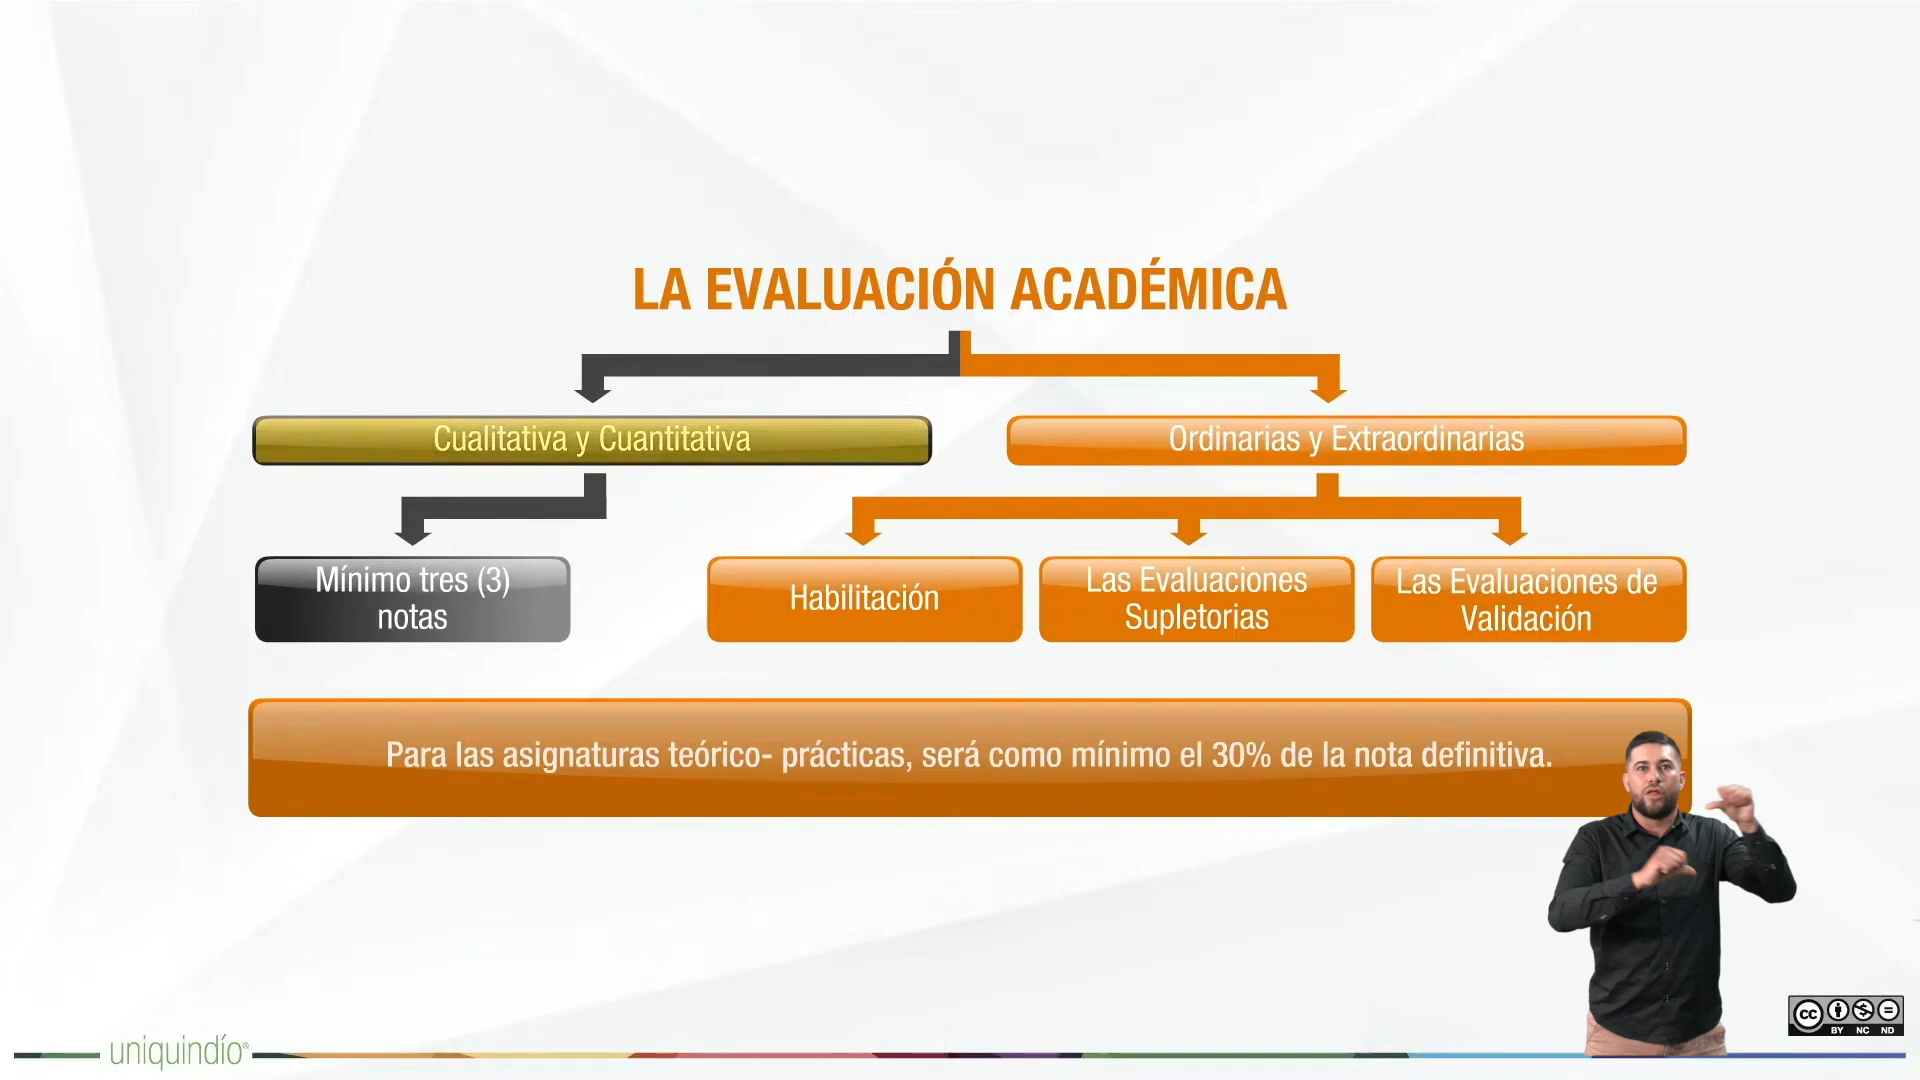 LA EVALUACIÓN ACADÉMICA
Cualitativa y Cuantitativa
Ordinarias y Extraordinarias
Mínimo tres (3)
notas
Habilitación
Las Evaluaciones
Supletorias
Las Evaluaciones de
Validación
Para las asignaturas teórico- prácticas, será como mínimo el 30% de la nota definitiva.
uniquindío®
cc
BY NC ND